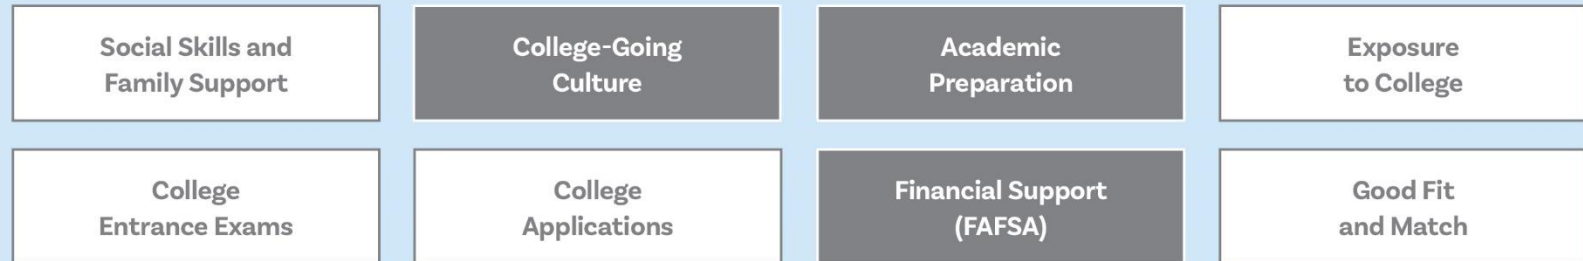 Social Skills and
Family Support
College-Going
Culture
Academic
Preparation
Exposure
to College
College
Entrance Exams
College
Applications
Financial Support
(FAFSA)
Good Fit
and Match